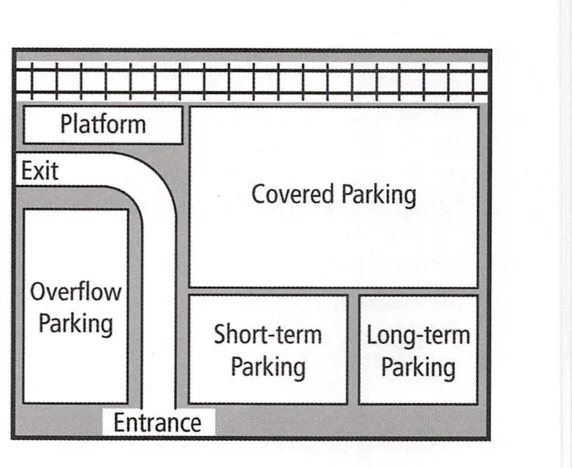 Platform
Exit
Covered Parking
Overflow
Parking
Short-term
Parking
Long-term
Parking
Entrance